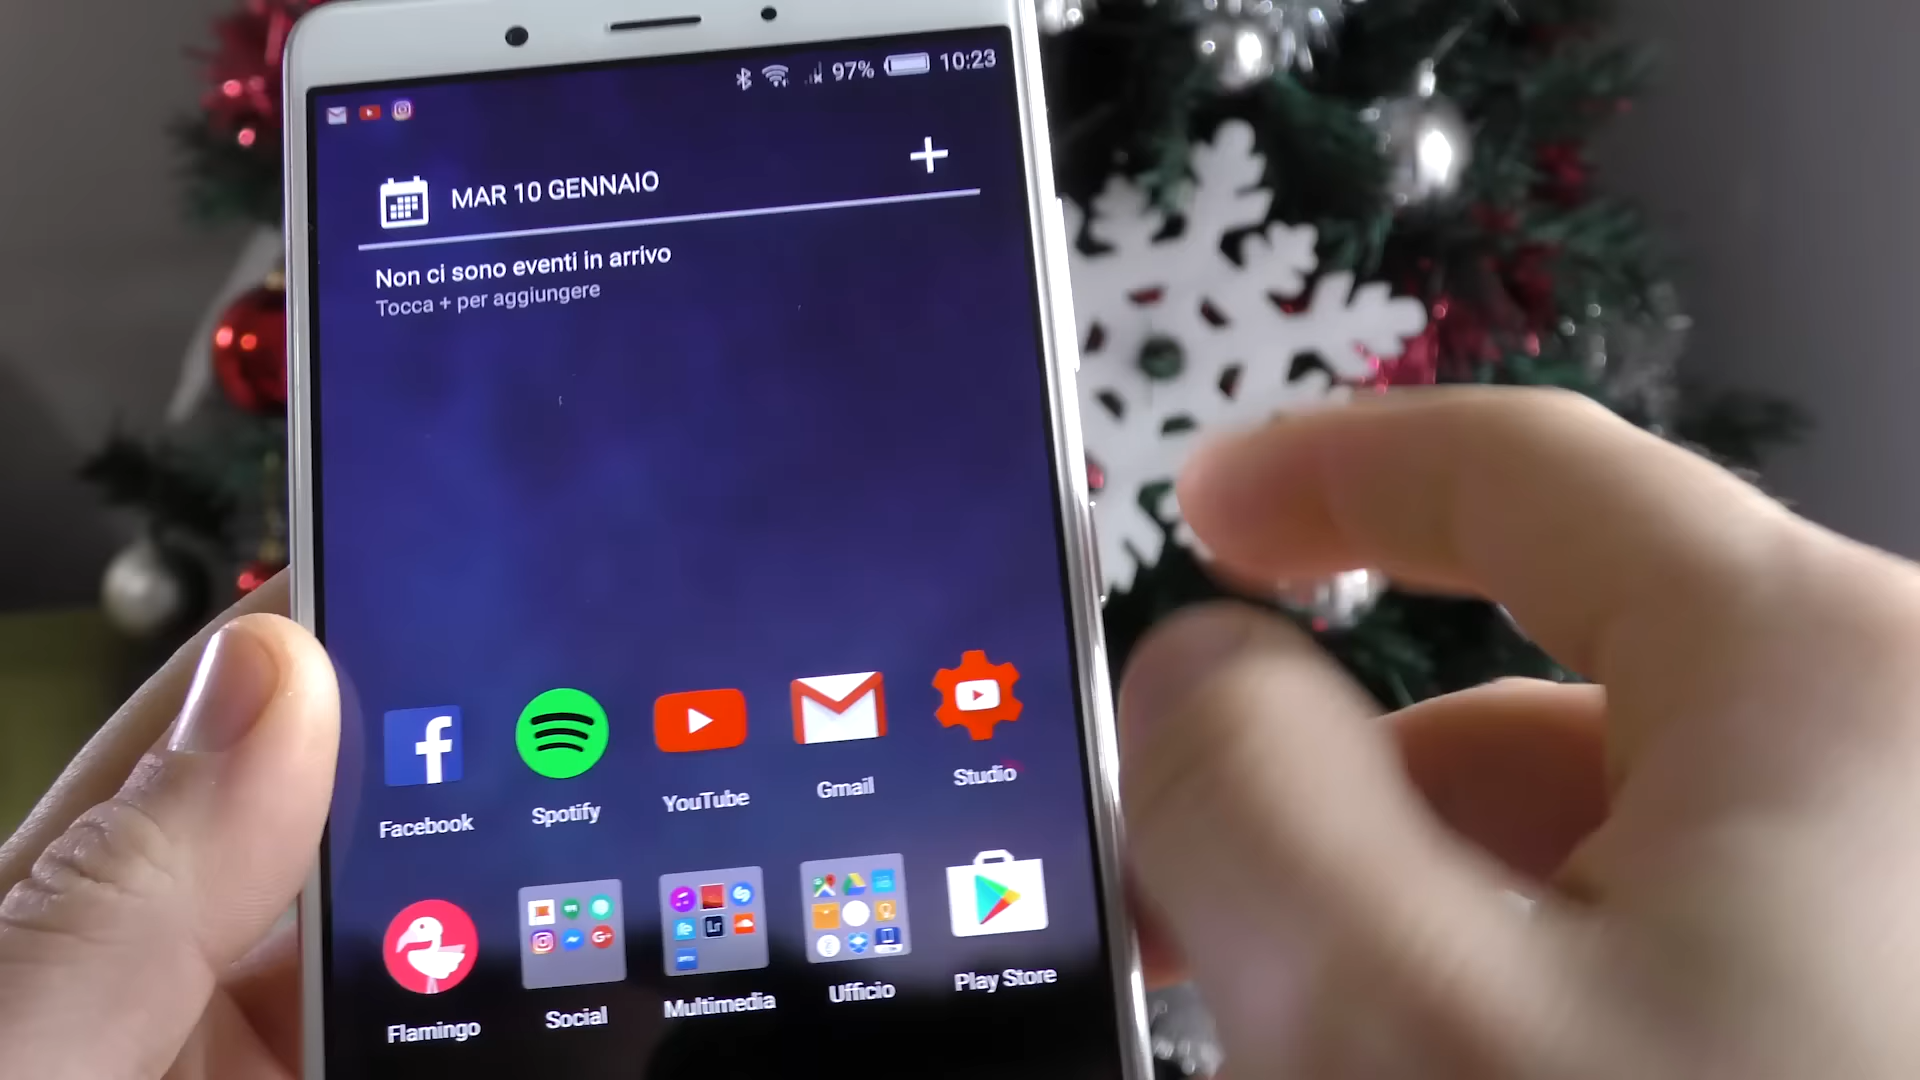 97% 10:23
MAR 10 GENNAIO
Non ci sono eventi in arrivo
Tocca + per aggiungere
Facebook Spotify YouTube Gmail Studio
Flamingo Social Multimedia Ufficio Play Store